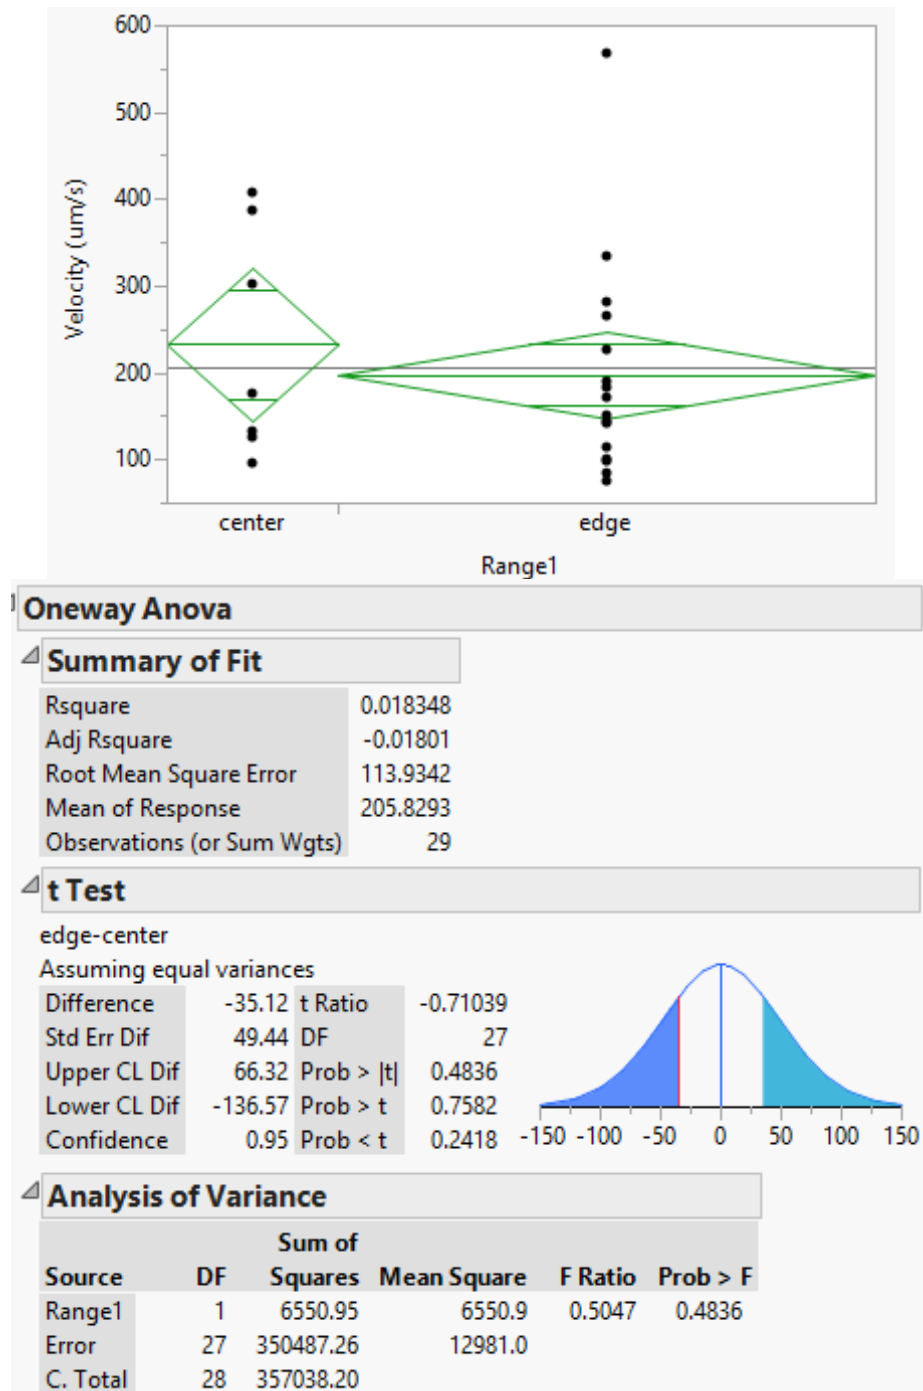 600
500
400
300
200
100
Velocity (um/s)
center edge
Range1
Oneway Anova
Summary of Fit
Rsquare 0.018348
Adj Rsquare -0.01801
Root Mean Square Error 113.9342
Mean of Response 205.8293
Observations (or Sum Wgts) 29
t Test
edge-center
Assuming equal variances
Difference -35.12 t Ratio -0.71039
Std Err Dif 49.44 DF 27
Upper CL Dif 66.32 Prob > |t| 0.4836
Lower CL Dif -136.57 Prob > t 0.7582
Confidence 0.95 Prob < t 0.2418
-150 -100 -50 0 50 100 150
Analysis of Variance
Sum of
Source DF Squares Mean Square F Ratio Prob > F
Range1 1 6550.95 6550.9 0.5047 0.4836
Error 27 350487.26 12981.0
C. Total 28 357038.20